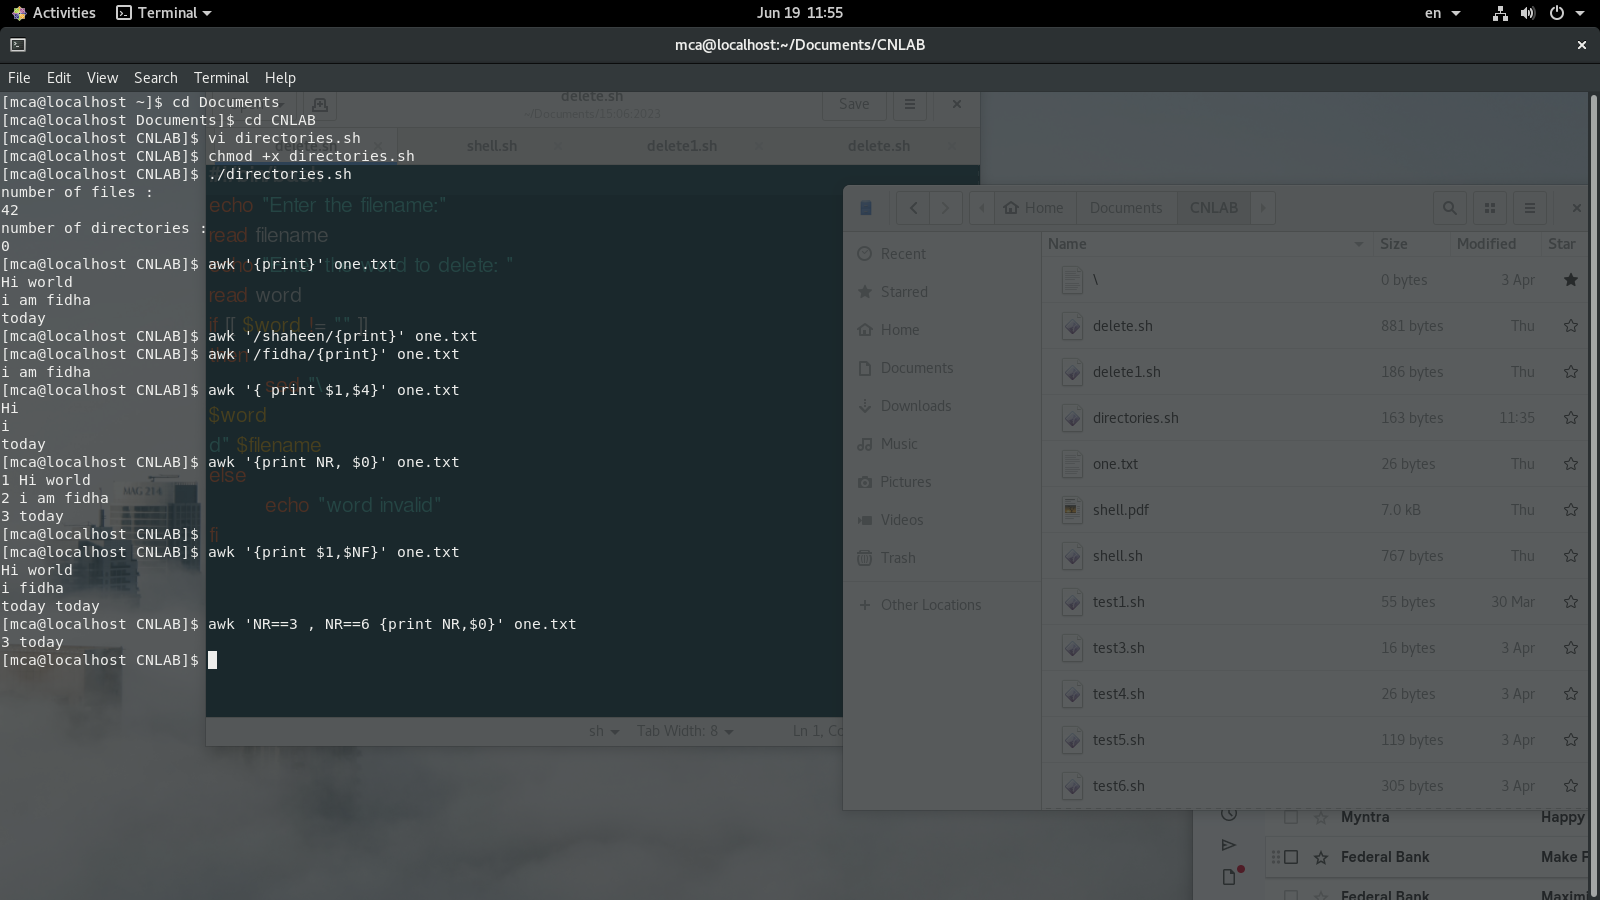 Activities Terminal Jun 19 11:55 en
mca@localhost:~/Documents/CNLAB
File Edit View Search Terminal Help
[mca@localhost ~]$ cd Documents
[mca@localhost Documents]$ cd CNLAB
[mca@localhost CNLAB]$ vi directories.sh
[mca@localhost CNLAB]$ chmod +x directories.sh
[mca@localhost CNLAB]$ ./directories.sh
number of files :
42
number of directories :
0
[mca@localhost CNLAB]$ awk '{print}' one.txt
Hi world
i am fidha
today
[mca@localhost CNLAB]$ awk '/shaheen/{print}' one.txt
[mca@localhost CNLAB]$ awk '/fidha/{print}' one.txt
i am fidha
[mca@localhost CNLAB]$ awk '{ print $1,$4}' one.txt
Hi
i
today
[mca@localhost CNLAB]$ awk '{print NR, $0}' one.txt
1 Hi world
2 i am fidha
3 today
[mca@localhost CNLAB]$
[mca@localhost CNLAB]$ awk '{print $1,$NF}' one.txt
Hi world
i fidha
today today
[mca@localhost CNLAB]$ awk 'NR==3 , NR==6 {print NR,$0}' one.txt
3 today
[mca@localhost CNLAB]$
delete.sh
~/Documents/15:06:2023
Save
delete.sh shell.sh delete1.sh delete.sh
echo "Enter the filename:"
read filename
echo "Enter the word to delete: "
read word
if [[ $word != "" ]]
then
sed "\
$word
d" $filename
else
echo "word invalid"
fi
sh Tab Width: 8 Ln 1, Co
Home Documents CNLAB
Recent
Starred
Home
Documents
Downloads
Music
Pictures
Videos
Trash
Other Locations
Name Size Modified Star
\ 0 bytes 3 Apr
delete.sh 881 bytes Thu
delete1.sh 186 bytes Thu
directories.sh 163 bytes 11:35
one.txt 26 bytes Thu
shell.pdf 7.0 kB Thu
shell.sh 767 bytes Thu
test1.sh 55 bytes 30 Mar
test3.sh 16 bytes 3 Apr
test4.sh 26 bytes 3 Apr
test5.sh 119 bytes 3 Apr
test6.sh 305 bytes 3 Apr
Myntra Happy
Federal Bank Make F
Federal Bank Maximi
MAG 214